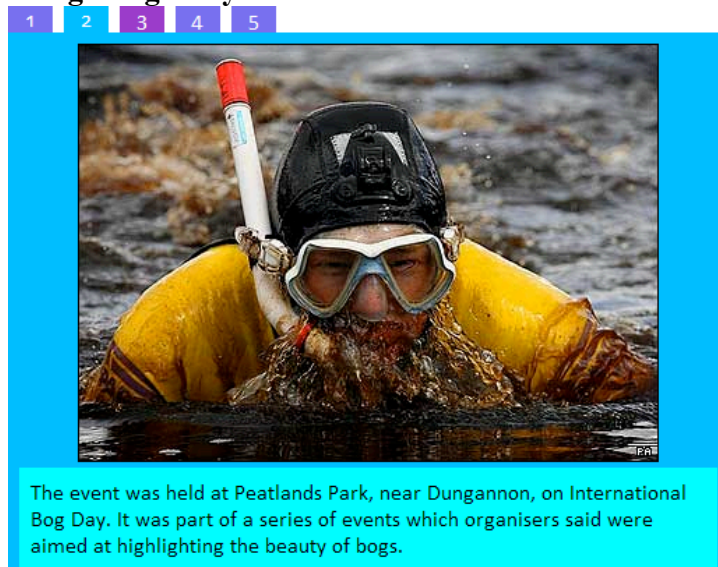 1 2 3 4 5
PA
The event was held at Peatlands Park, near Dungannon, on International
Bog Day. It was part of a series of events which organisers said were
aimed at highlighting the beauty of bogs.